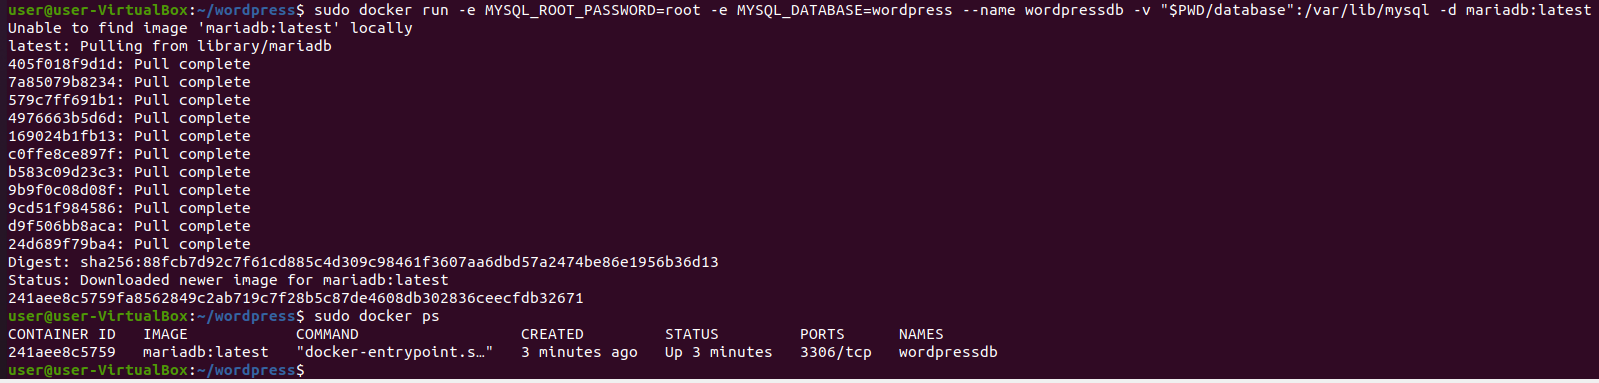 user@user-VirtualBox:~/wordpress$ sudo docker run -e MYSQL_ROOT_PASSWORD=root -e MYSQL_DATABASE=wordpress --name wordpressdb -v "$PWD/database":/var/lib/mysql -d mariadb:latest
Unable to find image 'mariadb:latest' locally
latest: Pulling from library/mariadb
405f018f9d1d: Pull complete
7a85079b8234: Pull complete
579c7ff691b1: Pull complete
4976663b5d6d: Pull complete
169024b1fb13: Pull complete
c0ffe8ce897f: Pull complete
b583c09d23c3: Pull complete
9b9f0c08d08f: Pull complete
9cd51f984586: Pull complete
d9f506bb8aca: Pull complete
24d689f79ba4: Pull complete
Digest: sha256:88fcb7d92c7f61cd885c4d309c98461f3607aa6dbd57a2474be86e1956b36d13
Status: Downloaded newer image for mariadb:latest
241aee8c5759fa8562849c2ab719c7f28b5c87de4608db302836ceecfdb32671
user@user-VirtualBox:~/wordpress$ sudo docker ps
CONTAINER ID   IMAGE            COMMAND                  CREATED         STATUS         PORTS      NAMES
241aee8c5759   mariadb:latest   "docker-entrypoint.s…"   3 minutes ago   Up 3 minutes   3306/tcp   wordpressdb
user@user-VirtualBox:~/wordpress$